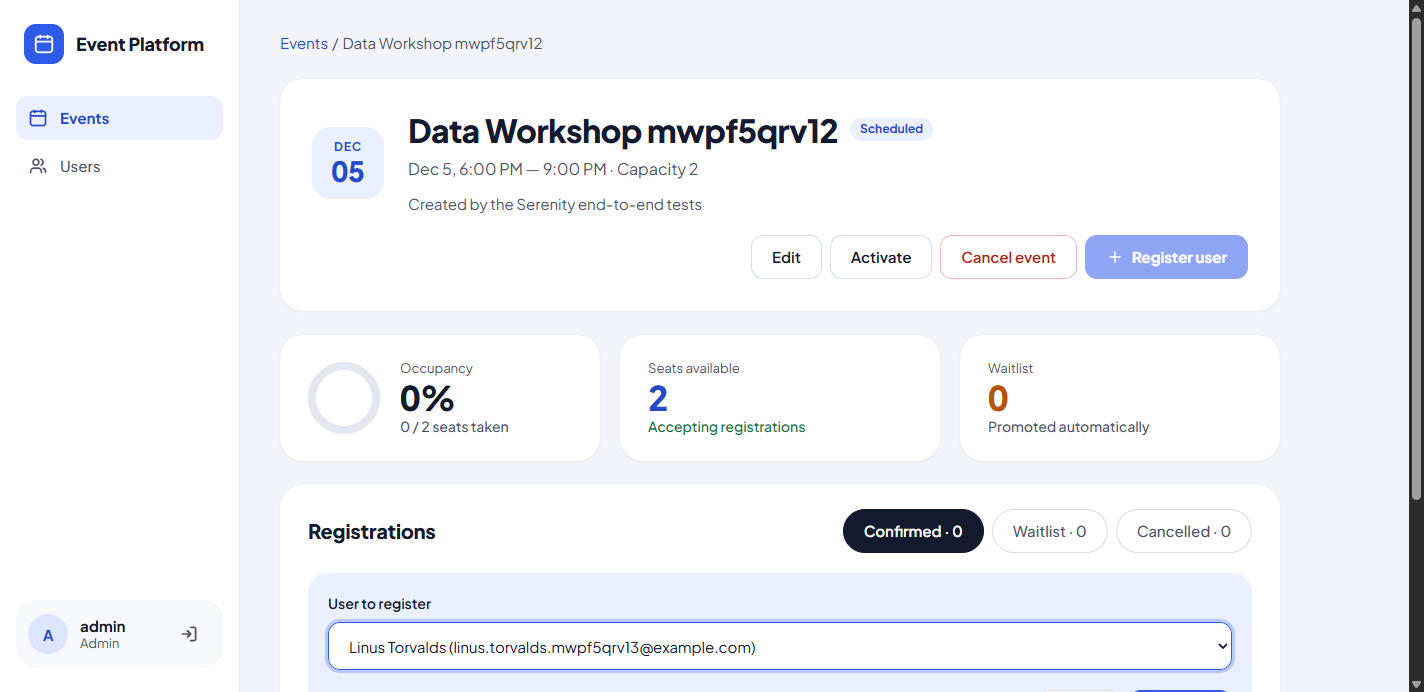 Event Platform
Events
Users
admin
Admin
A
Events / Data Workshop mwpf5qrv12
DEC
05
Data Workshop mwpf5qrv12
Scheduled
Dec 5, 6:00 PM — 9:00 PM · Capacity 2
Created by the Serenity end-to-end tests
Edit
Activate
Cancel event
+ Register user
Occupancy
0%
0 / 2 seats taken
Seats available
2
Accepting registrations
Waitlist
0
Promoted automatically
Registrations
Confirmed · 0
Waitlist · 0
Cancelled · 0
User to register
Linus Torvalds (linus.torvalds.mwpf5qrv13@example.com)